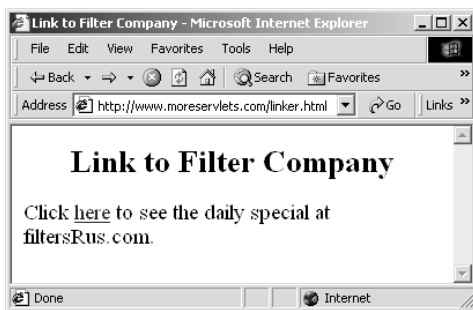 Link to Filter Company - Microsoft Internet Explorer
File Edit View Favorites Tools Help
Back Search Favorites »
Address http://www.moreservlets.com/linker.html Go Links »
Link to Filter Company
Click here to see the daily special at
filtersRus.com.
Done Internet